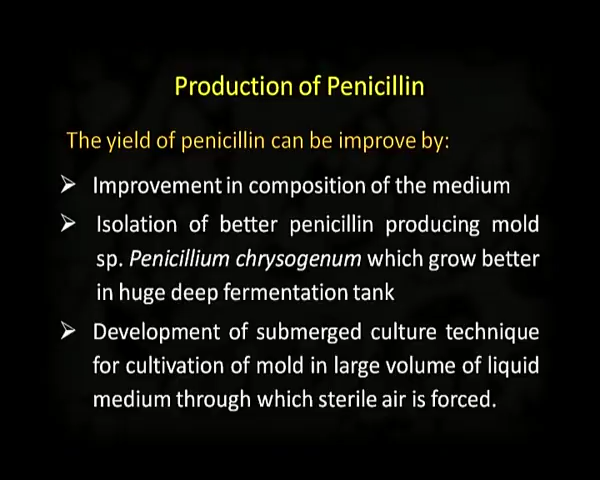 Production of Penicillin
The yield of penicillin can be improve by:
➢ Improvement in composition of the medium
➢ Isolation of better penicillin producing mold
sp. Penicillium chrysogenum which grow better
in huge deep fermentation tank
➢ Development of submerged culture technique
for cultivation of mold in large volume of liquid
medium through which sterile air is forced.